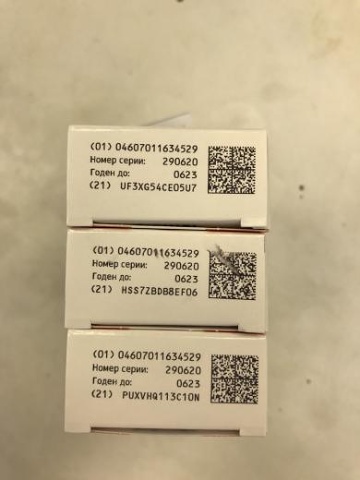 (01) 04607011634529
Номер серии: 290620
Годен до: 0623
(21) UF3XG54CE05U7
(01) 04607011634529
Номер серии: 290620
Годен до: 0623
(21) HSS7ZBDB8EF06
(01) 04607011634529
Номер серии: 290620
Годен до: 0623
(21) PUXVHQ113C10N